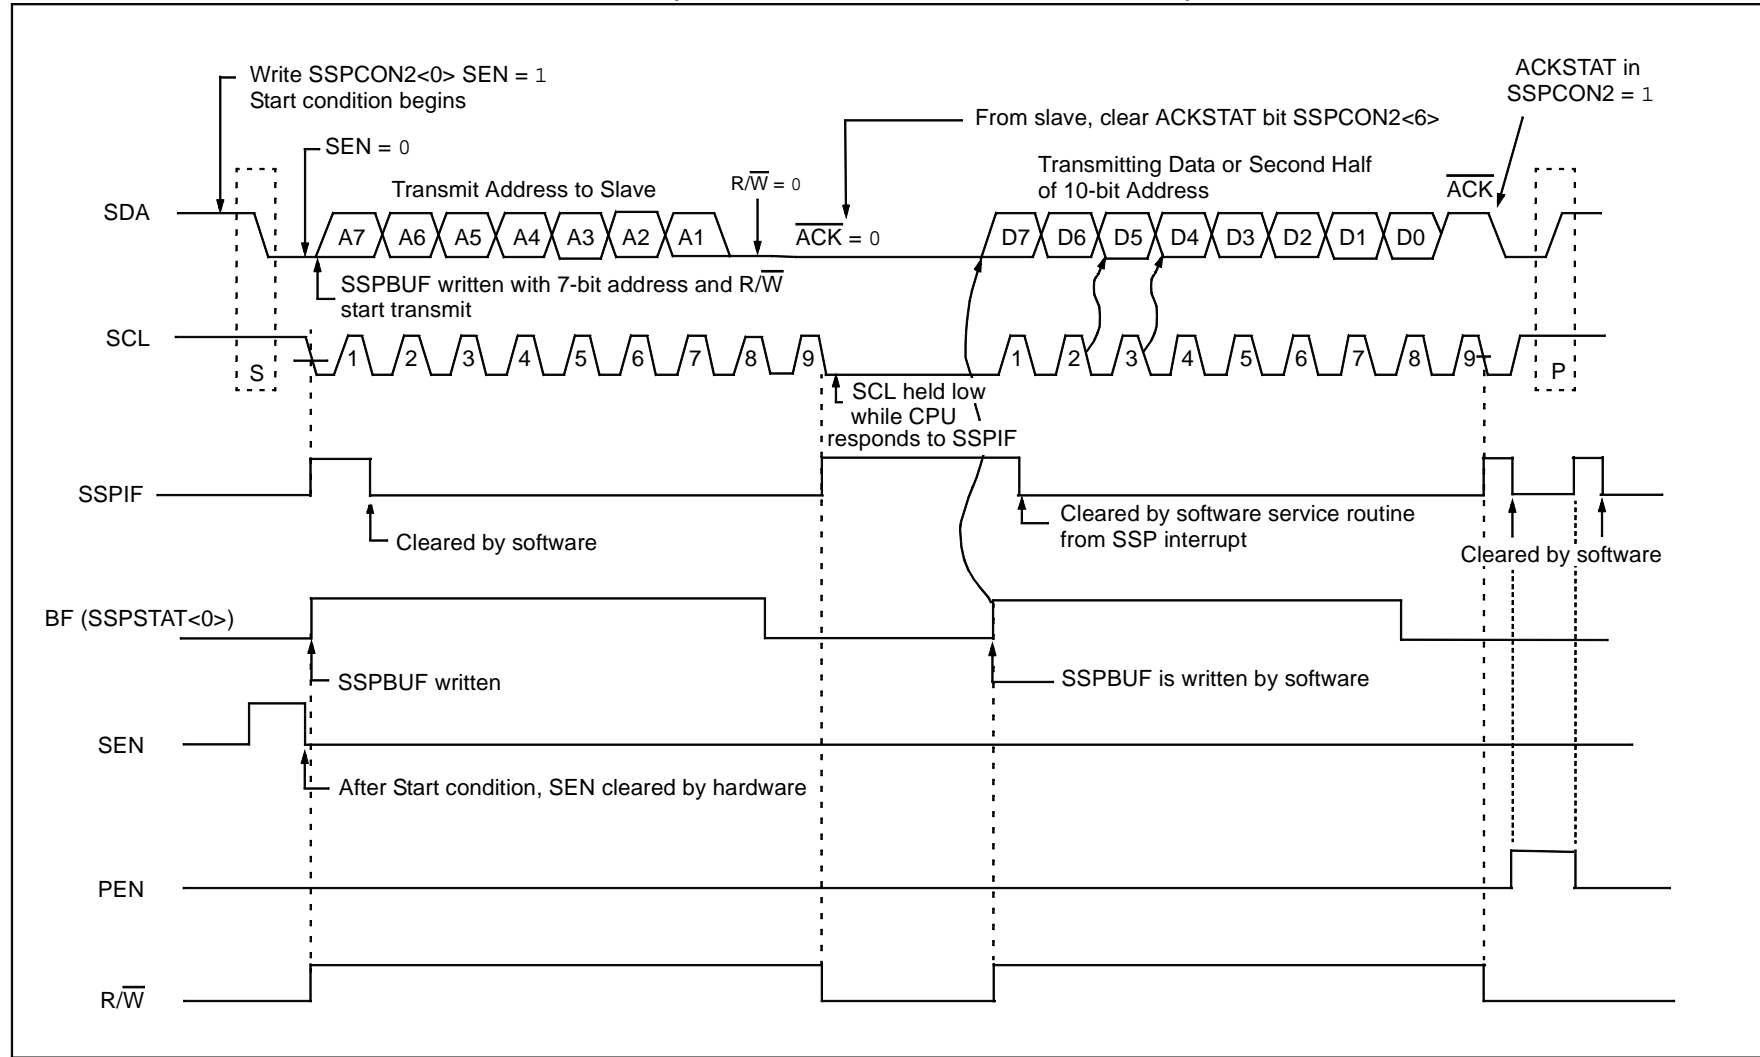 Write SSPCON2<0> SEN = 1
Start condition begins
ACKSTAT in
SSPCON2 = 1
From slave, clear ACKSTAT bit SSPCON2<6>
SEN = 0
Transmit Address to Slave
R/W̅ = 0
Transmitting Data or Second Half
of 10-bit Address
A̅C̅K̅
SDA
A7 A6 A5 A4 A3 A2 A1
A̅C̅K̅ = 0
D7 D6 D5 D4 D3 D2 D1 D0
SSPBUF written with 7-bit address and R/W̅
start transmit
SCL
S
1 2 3 4 5 6 7 8 9
1 2 3 4 5 6 7 8 9
P
SCL held low
while CPU
responds to SSPIF
SSPIF
Cleared by software
Cleared by software service routine
from SSP interrupt
Cleared by software
BF (SSPSTAT<0>)
SSPBUF written
SSPBUF is written by software
SEN
After Start condition, SEN cleared by hardware
PEN
R/W̅